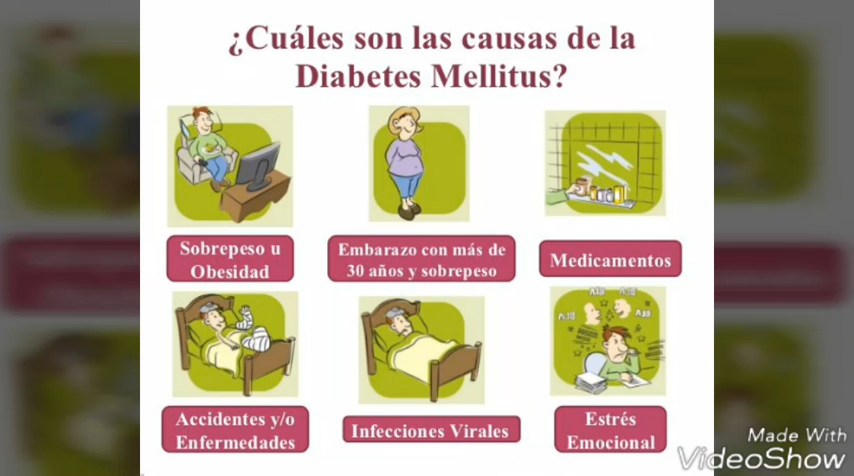 ¿Cuáles son las causas de la
Diabetes Mellitus?
Sobrepeso u
Obesidad
Embarazo con más de
30 años y sobrepeso
Medicamentos
Accidentes y/o
Enfermedades
Infecciones Virales
Estrés
Emocional
Made With
VideoShow